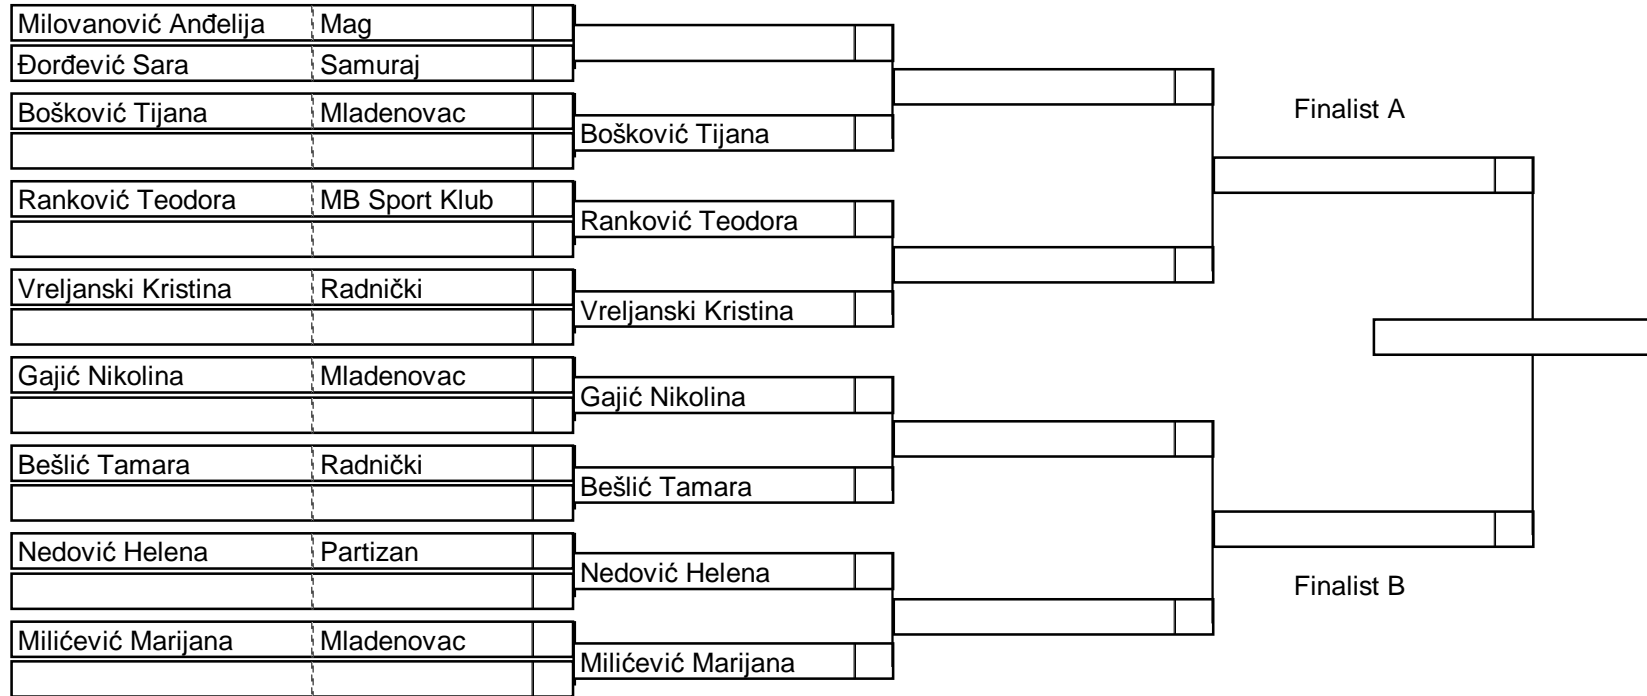 Milovanović Anđelija Mag
Đorđević Sara Samuraj
Bošković Tijana Mladenovac
Bošković Tijana
Finalist A
Ranković Teodora MB Sport Klub
Ranković Teodora
Vreljanski Kristina Radnički
Vreljanski Kristina
Gajić Nikolina Mladenovac
Gajić Nikolina
Bešlić Tamara Radnički
Bešlić Tamara
Nedović Helena Partizan
Nedović Helena
Finalist B
Milićević Marijana Mladenovac
Milićević Marijana